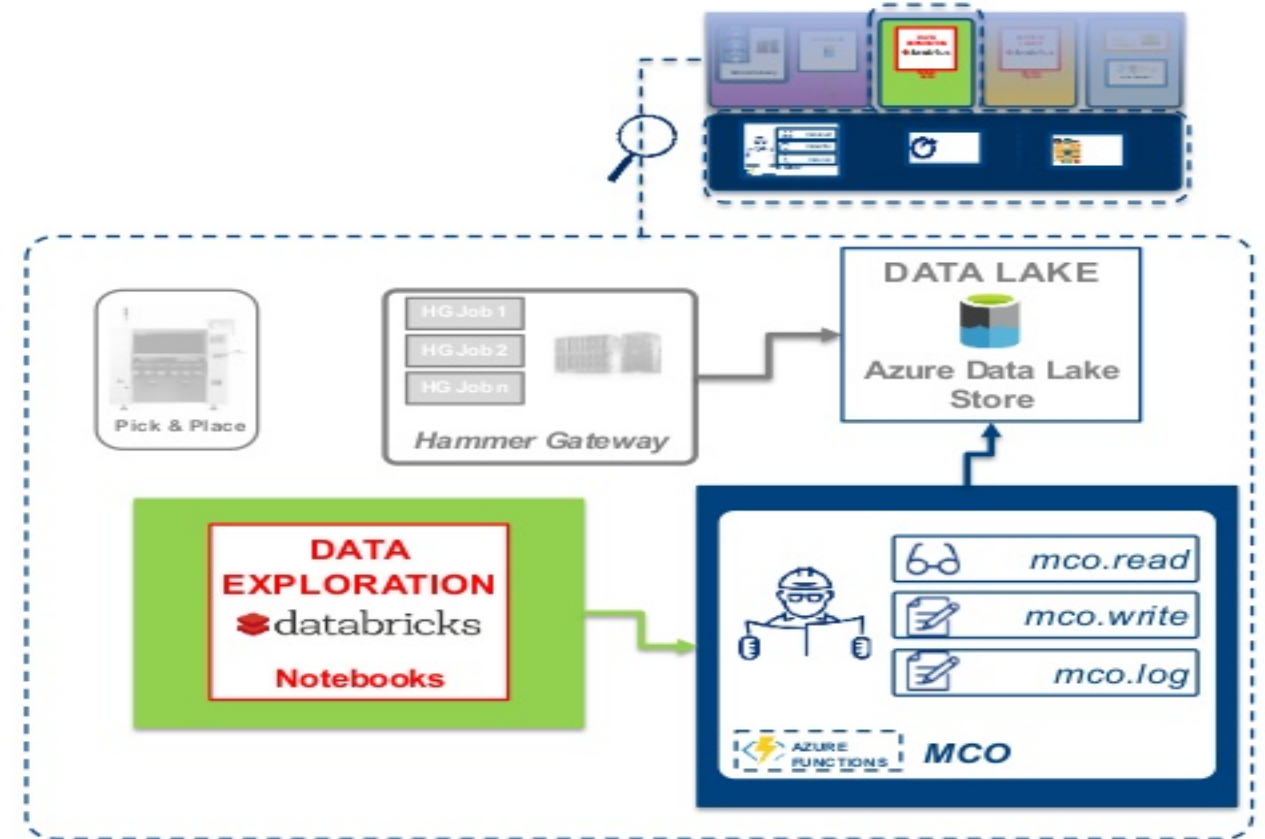 DATA LAKE
Azure Data Lake
Store
HG Job 1
HG Job 2
HG Job n
Pick & Place
Hammer Gateway
DATA
EXPLORATION
databricks
Notebooks
mco.read
mco.write
mco.log
AZURE
FUNCTIONS
MCO